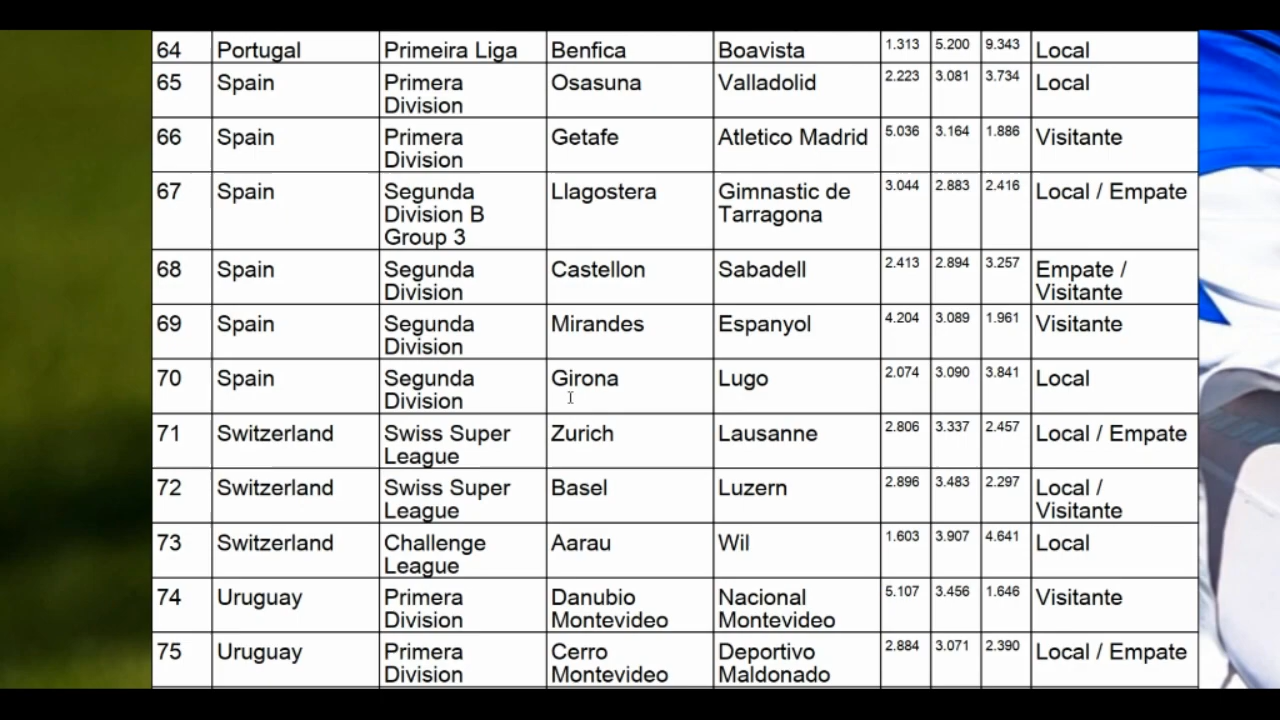 64 Portugal Primeira Liga Benfica Boavista 1.313 5.200 9.343 Local
65 Spain Primera Osasuna Valladolid 2.223 3.081 3.734 Local
Division
66 Spain Primera Getafe Atletico Madrid 5.036 3.164 1.886 Visitante
Division
67 Spain Segunda Llagostera Gimnastic de 3.044 2.883 2.416 Local / Empate
Division B Tarragona
Group 3
68 Spain Segunda Castellon Sabadell 2.413 2.894 3.257 Empate /
Division Visitante
69 Spain Segunda Mirandes Espanyol 4.204 3.089 1.961 Visitante
Division
70 Spain Segunda Girona Lugo 2.074 3.090 3.841 Local
Division
71 Switzerland Swiss Super Zurich Lausanne 2.806 3.337 2.457 Local / Empate
League
72 Switzerland Swiss Super Basel Luzern 2.896 3.483 2.297 Local /
League Visitante
73 Switzerland Challenge Aarau Wil 1.603 3.907 4.641 Local
League
74 Uruguay Primera Danubio Nacional 5.107 3.456 1.646 Visitante
Division Montevideo Montevideo
75 Uruguay Primera Cerro Deportivo 2.884 3.071 2.390 Local / Empate
Division Montevideo Maldonado